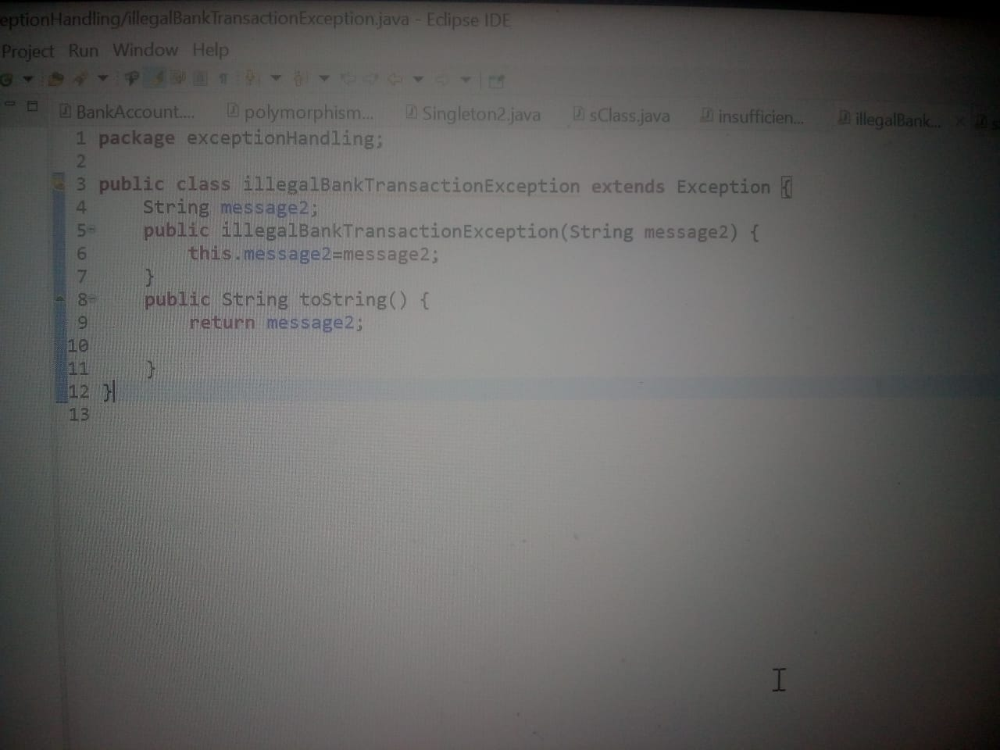 eptionHandling/illegalBankTransactionException.java - Eclipse IDE
Project Run Window Help
BankAccount.... polymorphism... Singleton2.java sClass.java insufficien... illegalBank...
1 package exceptionHandling;
2
3 public class illegalBankTransactionException extends Exception {
4 String message2;
5 public illegalBankTransactionException(String message2) {
6 this.message2=message2;
7 }
8 public String toString() {
9 return message2;
10
11 }
12 }
13